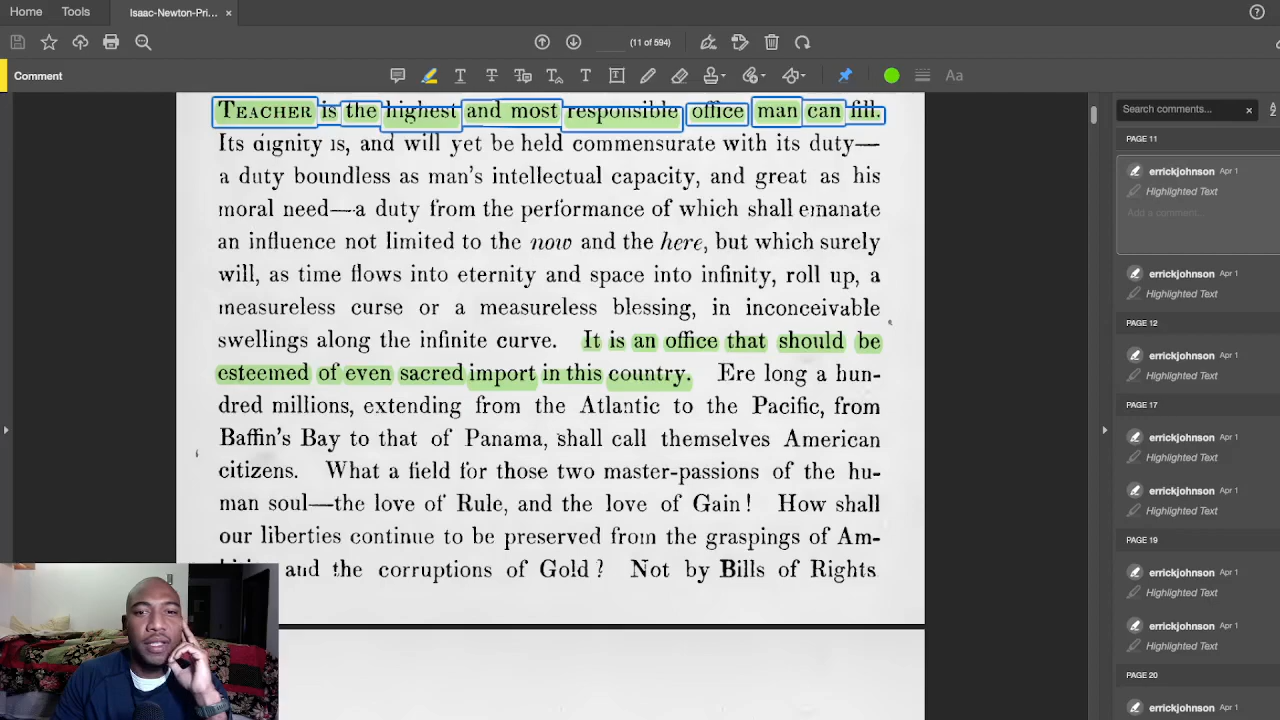 Home Tools Isaac-Newton-Pri... ×
(11 of 594)
Comment
Aa
TEACHER is the highest and most responsible office man can fill.
Its dignity is, and will yet be held commensurate with its duty—
a duty boundless as man's intellectual capacity, and great as his
moral need—a duty from the performance of which shall emanate
an influence not limited to the now and the here, but which surely
will, as time flows into eternity and space into infinity, roll up, a
measureless curse or a measureless blessing, in inconceivable
swellings along the infinite curve. It is an office that should be
esteemed of even sacred import in this country. Ere long a hun-
dred millions, extending from the Atlantic to the Pacific, from
Baffin's Bay to that of Panama, shall call themselves American
citizens. What a field for those two master-passions of the hu-
man soul—the love of Rule, and the love of Gain! How shall
our liberties continue to be preserved from the graspings of Am-
and the corruptions of Gold? Not by Bills of Rights
Search comments... ×
PAGE 11
errickjohnson Apr 1
Highlighted Text
Add a comment...
errickjohnson Apr 1
Highlighted Text
PAGE 12
errickjohnson Apr 1
Highlighted Text
PAGE 17
errickjohnson Apr 1
Highlighted Text
errickjohnson Apr 1
Highlighted Text
PAGE 19
errickjohnson Apr 1
Highlighted Text
errickjohnson Apr 1
Highlighted Text
PAGE 20
errickjohnson Apr 1